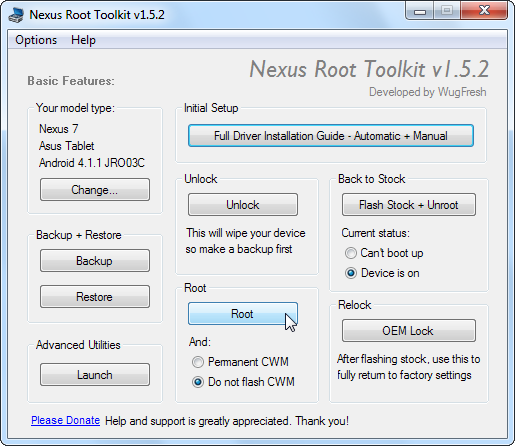 Nexus Root Toolkit v1.5.2
Options Help
Nexus Root Toolkit v1.5.2
Developed by WugFresh
Basic Features:
Your model type:
Nexus 7
Asus Tablet
Android 4.1.1 JRO03C
Change...
Initial Setup
Full Driver Installation Guide - Automatic + Manual
Unlock
Unlock
This will wipe your device
so make a backup first
Back to Stock
Flash Stock + Unroot
Current status:
Can't boot up
Device is on
Backup + Restore
Backup
Restore
Root
Root
And:
Permanent CWM
Do not flash CWM
Relock
OEM Lock
After flashing stock, use this to
fully return to factory settings
Advanced Utilities
Launch
Please Donate Help and support is greatly appreciated. Thank you!